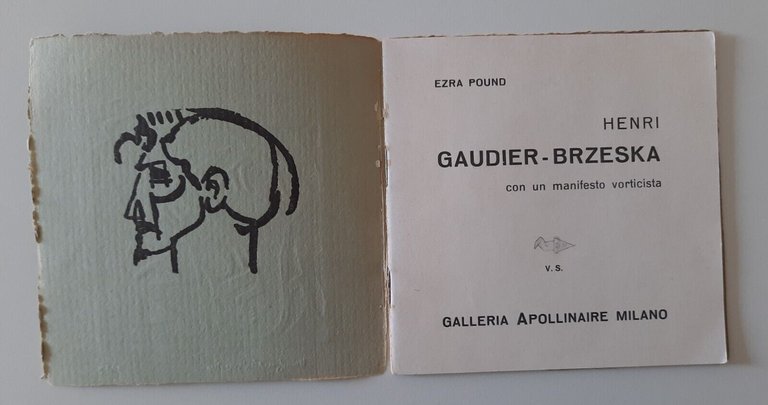 EZRA POUND
HENRI
GAUDIER-BRZESKA
con un manifesto vorticista
V.S.
GALLERIA APOLLINAIRE MILANO